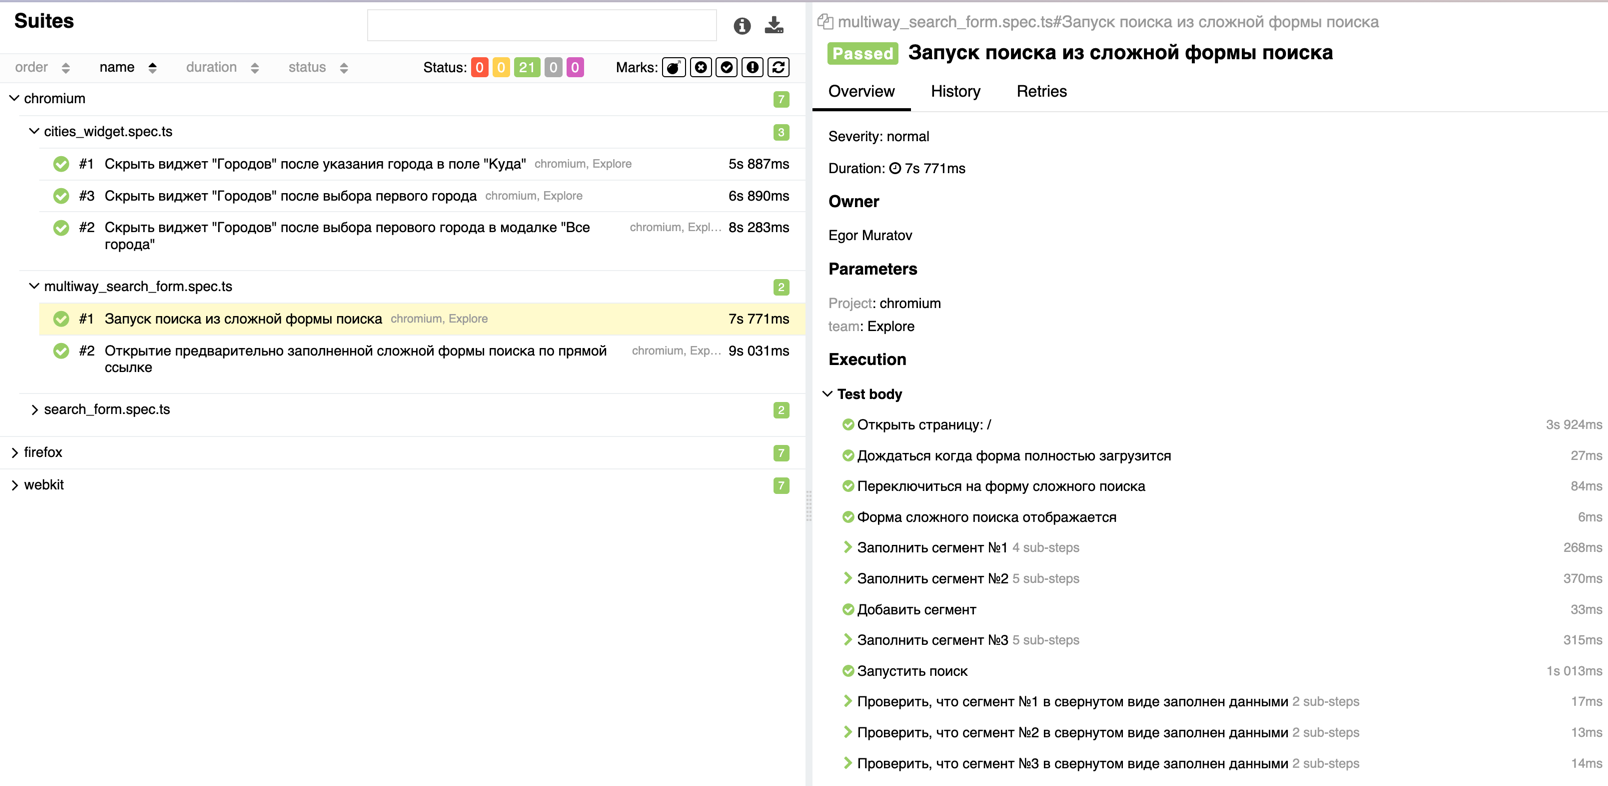 Suites
order name duration status Status: 0 0 21 0 0 Marks:
chromium 7
cities_widget.spec.ts 3
#1 Скрыть виджет "Городов" после указания города в поле "Куда" chromium, Explore 5s 887ms
#3 Скрыть виджет "Городов" после выбора первого города chromium, Explore 6s 890ms
#2 Скрыть виджет "Городов" после выбора перового города в модалке "Все chromium, Expl... 8s 283ms
города"
multiway_search_form.spec.ts 2
#1 Запуск поиска из сложной формы поиска chromium, Explore 7s 771ms
#2 Открытие предварительно заполненной сложной формы поиска по прямой chromium, Exp... 9s 031ms
ссылке
search_form.spec.ts 2
firefox 7
webkit 7
multiway_search_form.spec.ts#Запуск поиска из сложной формы поиска
Passed Запуск поиска из сложной формы поиска
Overview History Retries
Severity: normal
Duration: 7s 771ms
Owner
Egor Muratov
Parameters
Project: chromium
team: Explore
Execution
Test body
Открыть страницу: / 3s 924ms
Дождаться когда форма полностью загрузится 27ms
Переключиться на форму сложного поиска 84ms
Форма сложного поиска отображается 6ms
Заполнить сегмент №1 4 sub-steps 268ms
Заполнить сегмент №2 5 sub-steps 370ms
Добавить сегмент 33ms
Заполнить сегмент №3 5 sub-steps 315ms
Запустить поиск 1s 013ms
Проверить, что сегмент №1 в свернутом виде заполнен данными 2 sub-steps 17ms
Проверить, что сегмент №2 в свернутом виде заполнен данными 2 sub-steps 13ms
Проверить, что сегмент №3 в свернутом виде заполнен данными 2 sub-steps 14ms